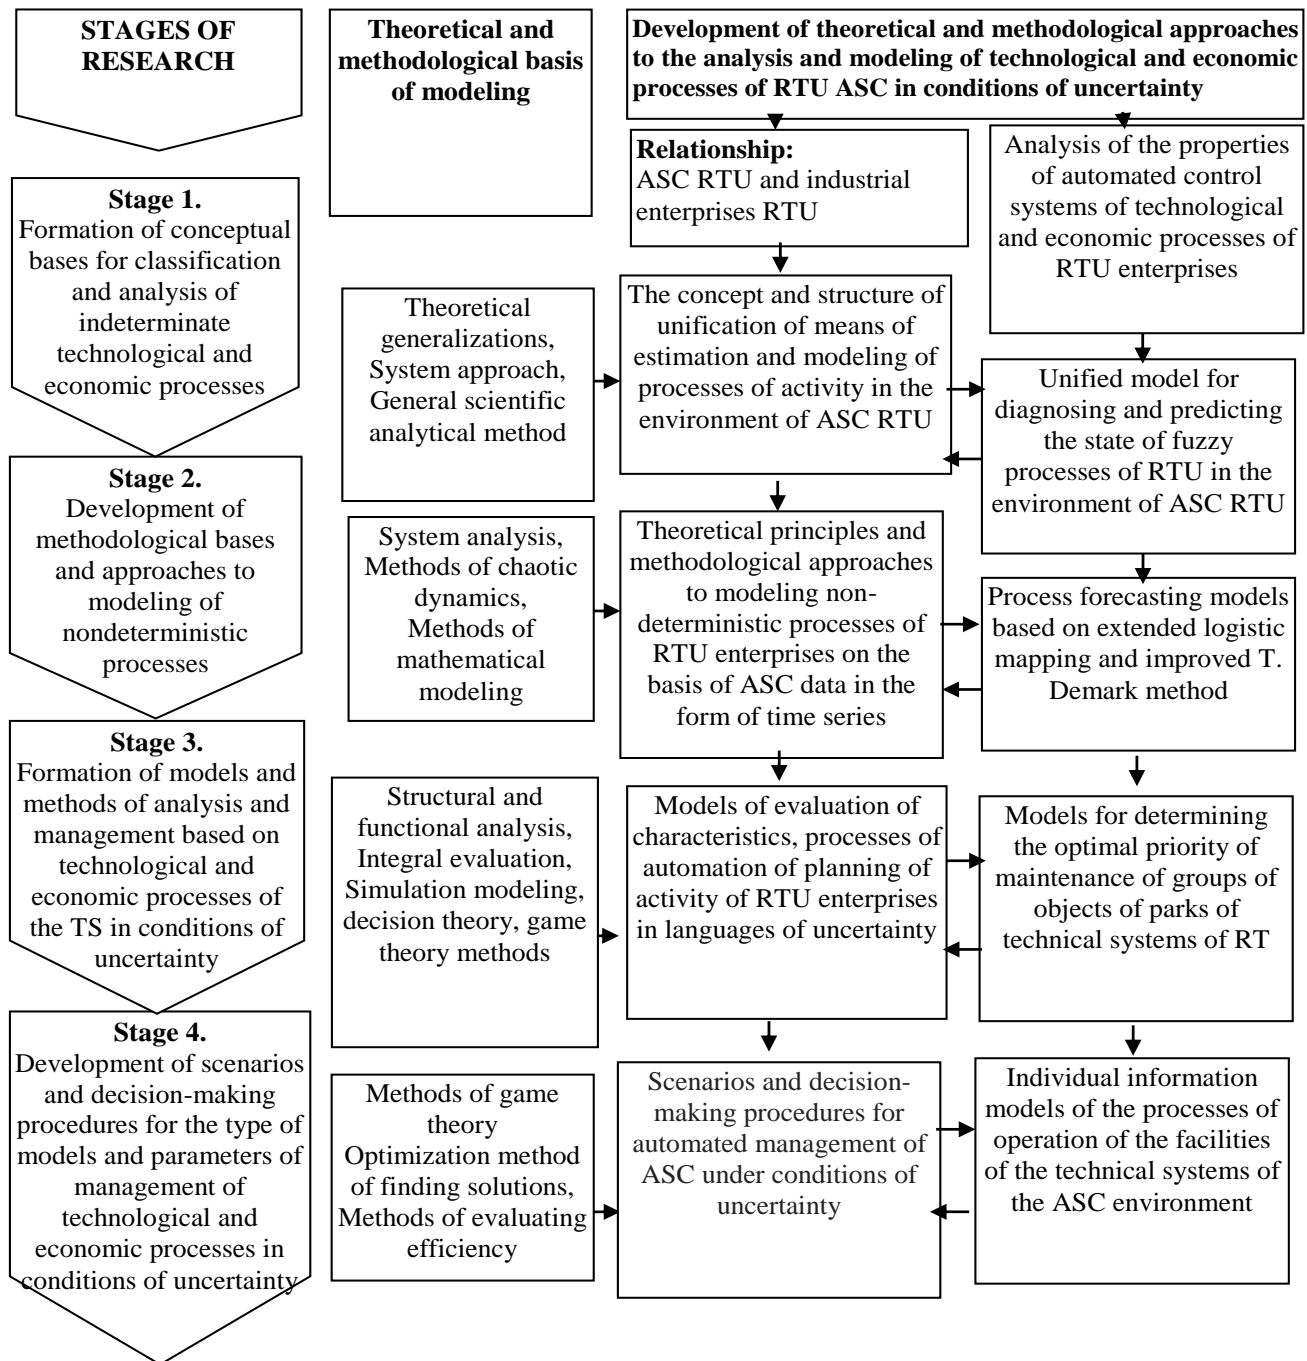 STAGES OF
RESEARCH
Theoretical and
methodological basis
of modeling
Development of theoretical and methodological approaches
to the analysis and modeling of technological and economic
processes of RTU ASC in conditions of uncertainty
Relationship:
ASC RTU and industrial
enterprises RTU
Analysis of the properties
of automated control
systems of technological
and economic processes of
RTU enterprises
Stage 1.
Formation of conceptual
bases for classification
and analysis of
indeterminate
technological and
economic processes
Theoretical
generalizations,
System approach,
General scientific
analytical method
The concept and structure of
unification of means of
estimation and modeling of
processes of activity in the
environment of ASC RTU
Unified model for
diagnosing and predicting
the state of fuzzy
processes of RTU in the
environment of ASC RTU
Stage 2.
Development of
methodological bases
and approaches to
modeling of
nondeterministic
processes
System analysis,
Methods of chaotic
dynamics,
Methods of
mathematical
modeling
Theoretical principles and
methodological approaches
to modeling non-
deterministic processes of
RTU enterprises on the
basis of ASC data in the
form of time series
Process forecasting models
based on extended logistic
mapping and improved T.
Demark method
Stage 3.
Formation of models and
methods of analysis and
management based on
technological and
economic processes of
the TS in conditions of
uncertainty
Structural and
functional analysis,
Integral evaluation,
Simulation modeling,
decision theory, game
theory methods
Models of evaluation of
characteristics, processes of
automation of planning of
activity of RTU enterprises
in languages of uncertainty
Models for determining
the optimal priority of
maintenance of groups of
objects of parks of
technical systems of RT
Stage 4.
Development of scenarios
and decision-making
procedures for the type of
models and parameters of
management of
technological and
economic processes in
conditions of uncertainty
Methods of game
theory
Optimization method
of finding solutions,
Methods of evaluating
efficiency
Scenarios and decision-
making procedures for
automated management of
ASC under conditions of
uncertainty
Individual information
models of the processes of
operation of the facilities
of the technical systems of
the ASC environment